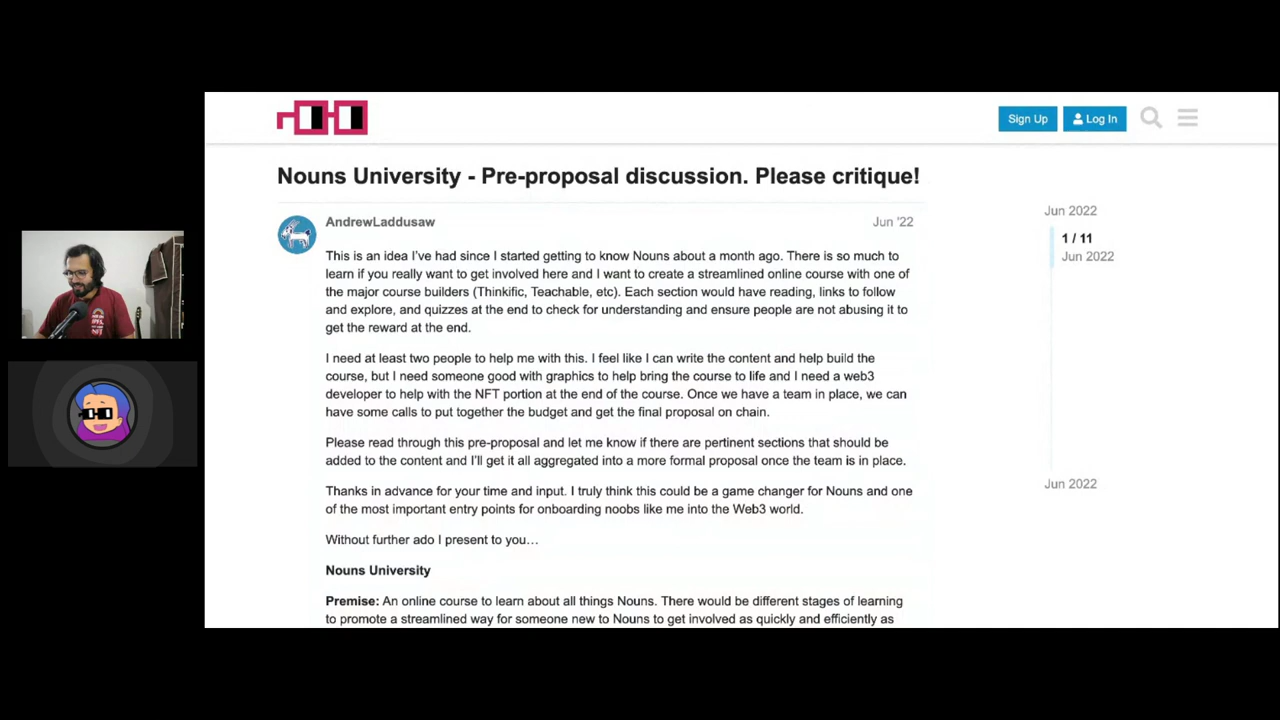 Sign Up
Log In
Nouns University - Pre-proposal discussion. Please critique!
AndrewLaddusaw
Jun '22
Jun 2022
1 / 11
Jun 2022
This is an idea I've had since I started getting to know Nouns about a month ago. There is so much to
learn if you really want to get involved here and I want to create a streamlined online course with one of
the major course builders (Thinkific, Teachable, etc). Each section would have reading, links to follow
and explore, and quizzes at the end to check for understanding and ensure people are not abusing it to
get the reward at the end.
I need at least two people to help me with this. I feel like I can write the content and help build the
course, but I need someone good with graphics to help bring the course to life and I need a web3
developer to help with the NFT portion at the end of the course. Once we have a team in place, we can
have some calls to put together the budget and get the final proposal on chain.
Please read through this pre-proposal and let me know if there are pertinent sections that should be
added to the content and I'll get it all aggregated into a more formal proposal once the team is in place.
Thanks in advance for your time and input. I truly think this could be a game changer for Nouns and one
of the most important entry points for onboarding noobs like me into the Web3 world.
Jun 2022
Without further ado I present to you…
Nouns University
Premise: An online course to learn about all things Nouns. There would be different stages of learning
to promote a streamlined way for someone new to Nouns to get involved as quickly and efficiently as